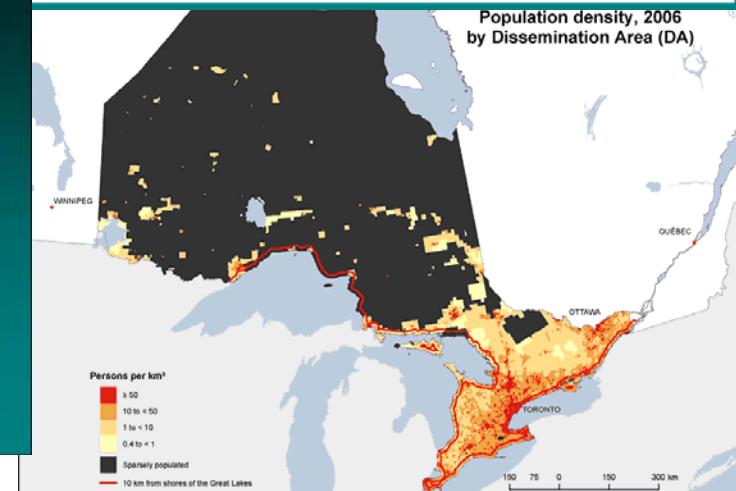 Population density, 2006
by Dissemination Area (DA)
WINNIPEG
QUÉBEC
OTTAWA
TORONTO
Persons per km²
≥ 50
10 to < 50
1 to < 10
0.4 to < 1
Sparsely populated
10 km from shores of the Great Lakes
150 75 0 150 300 km